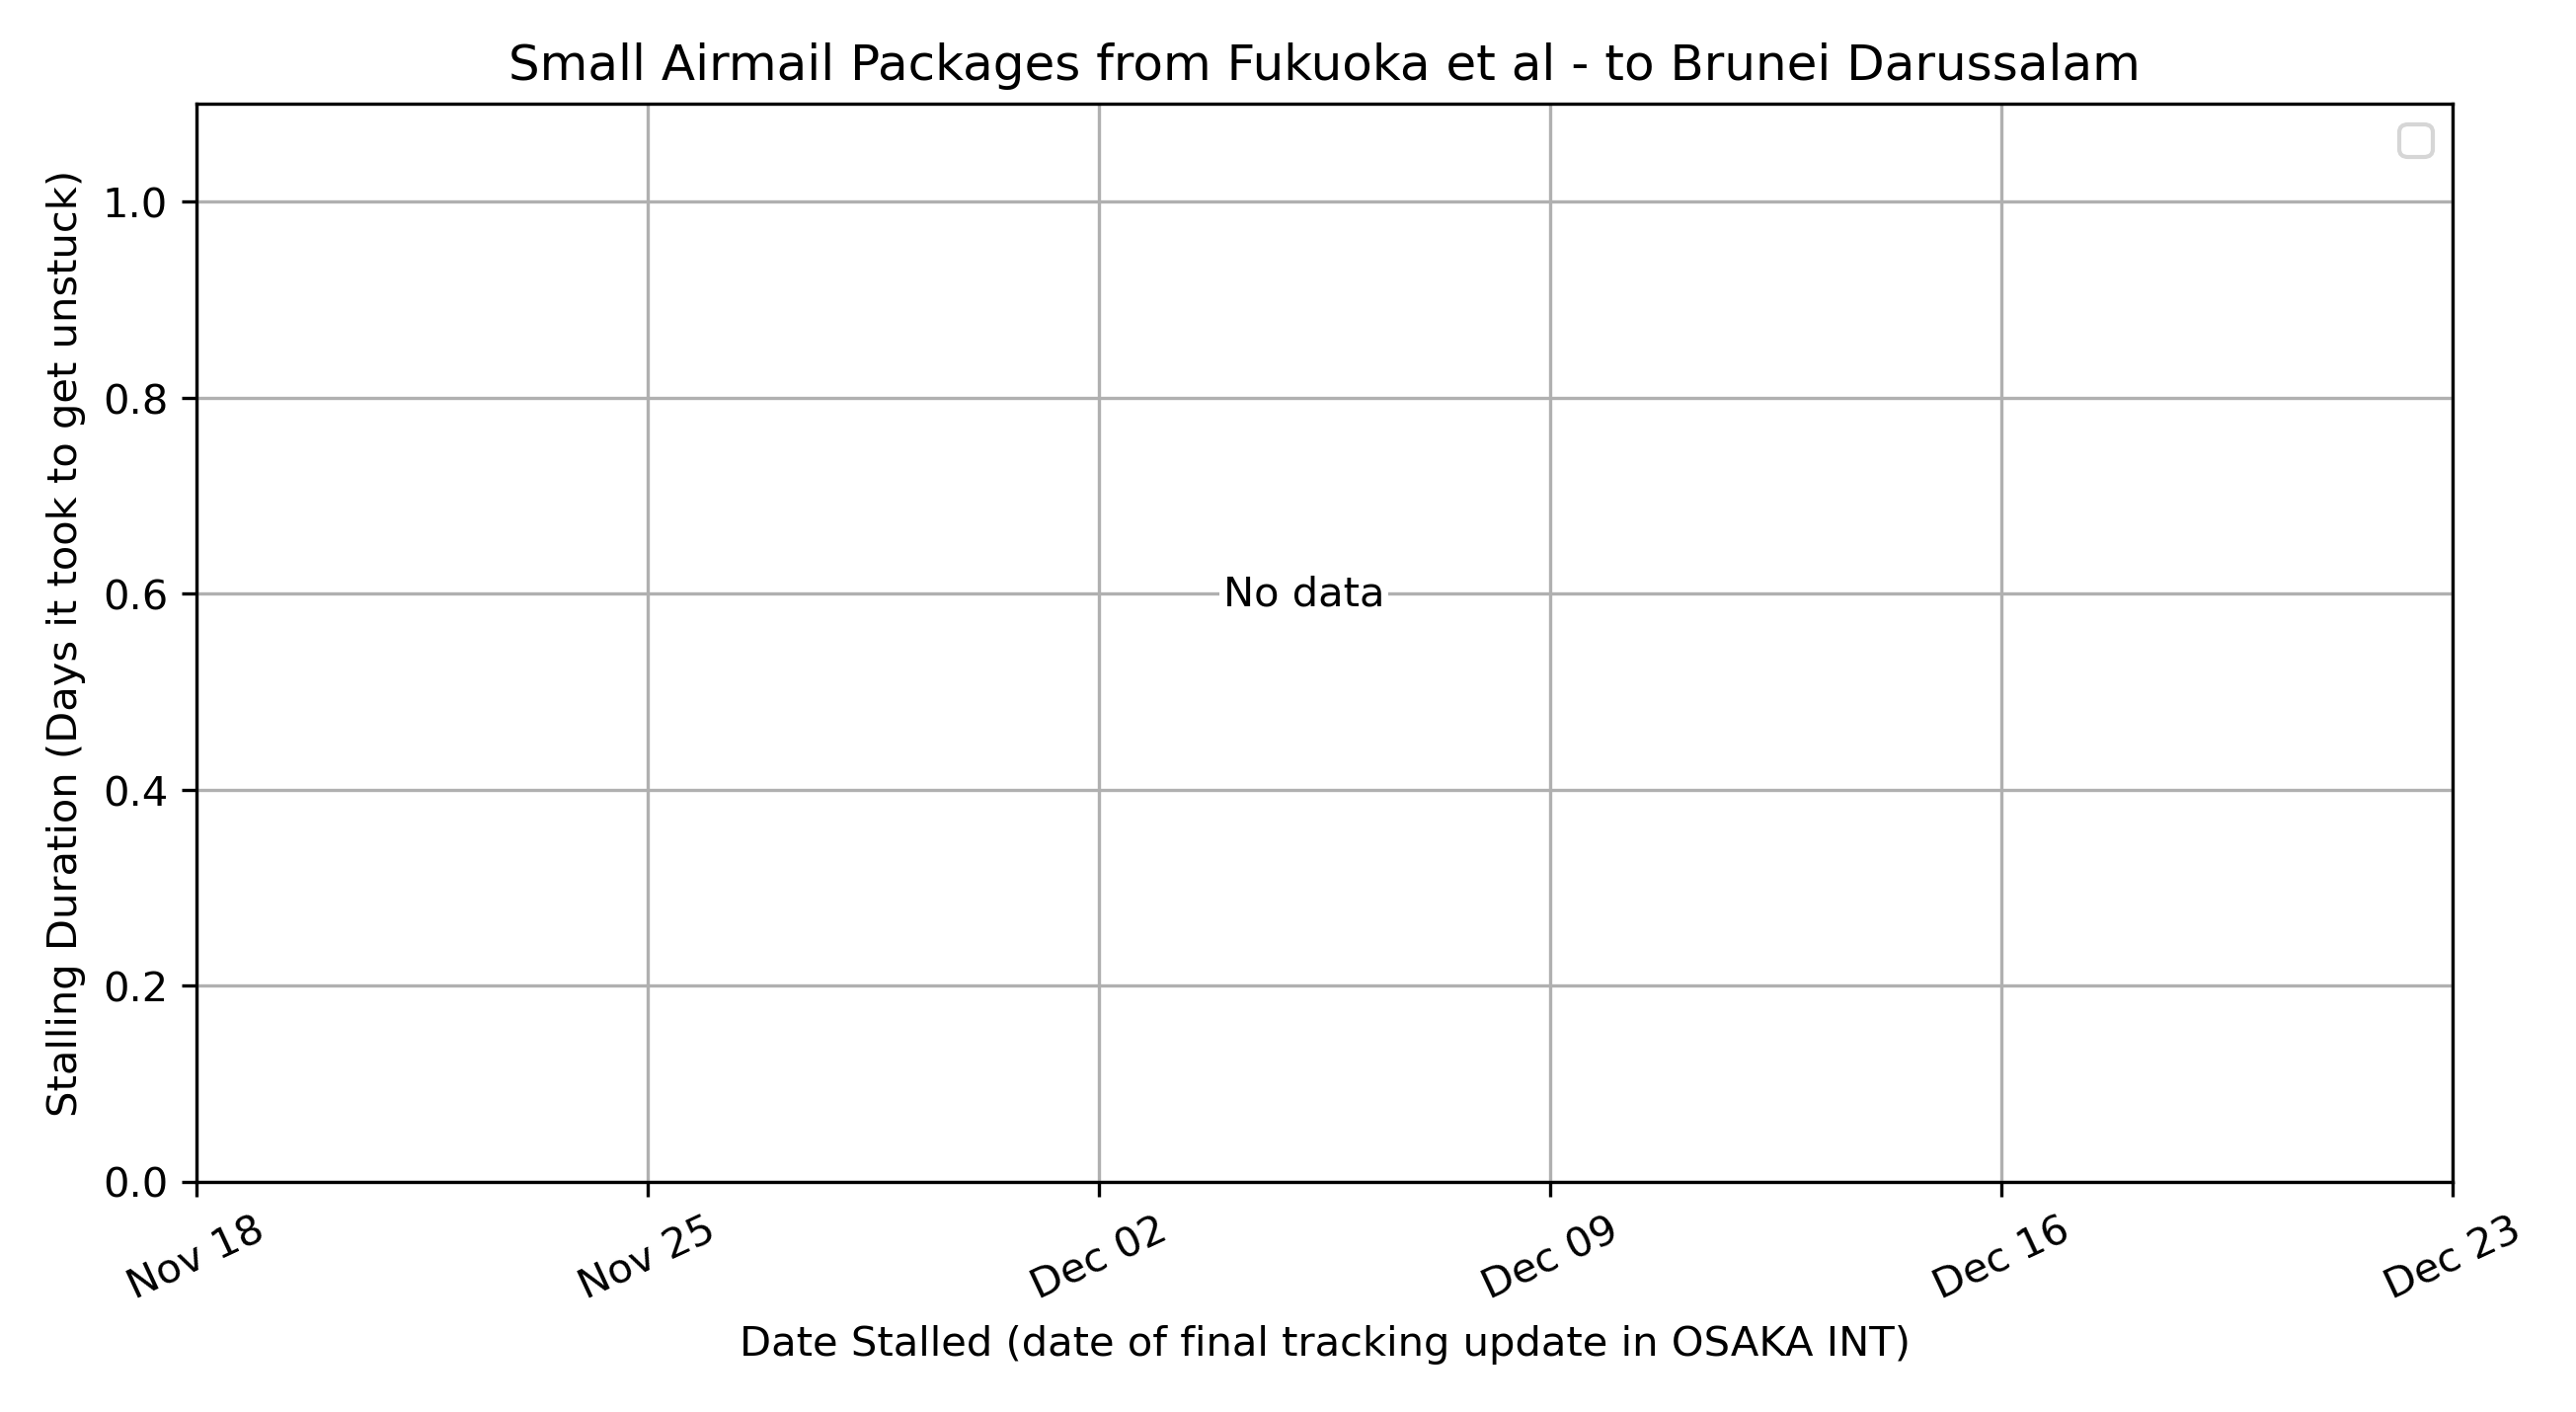 Small Airmail Packages from Fukuoka et al - to Brunei Darussalam
Stalling Duration (Days it took to get unstuck)
1.0
0.8
0.6
0.4
0.2
0.0
No data
Nov 18
Nov 25
Dec 02
Dec 09
Dec 16
Dec 23
Date Stalled (date of final tracking update in OSAKA INT)